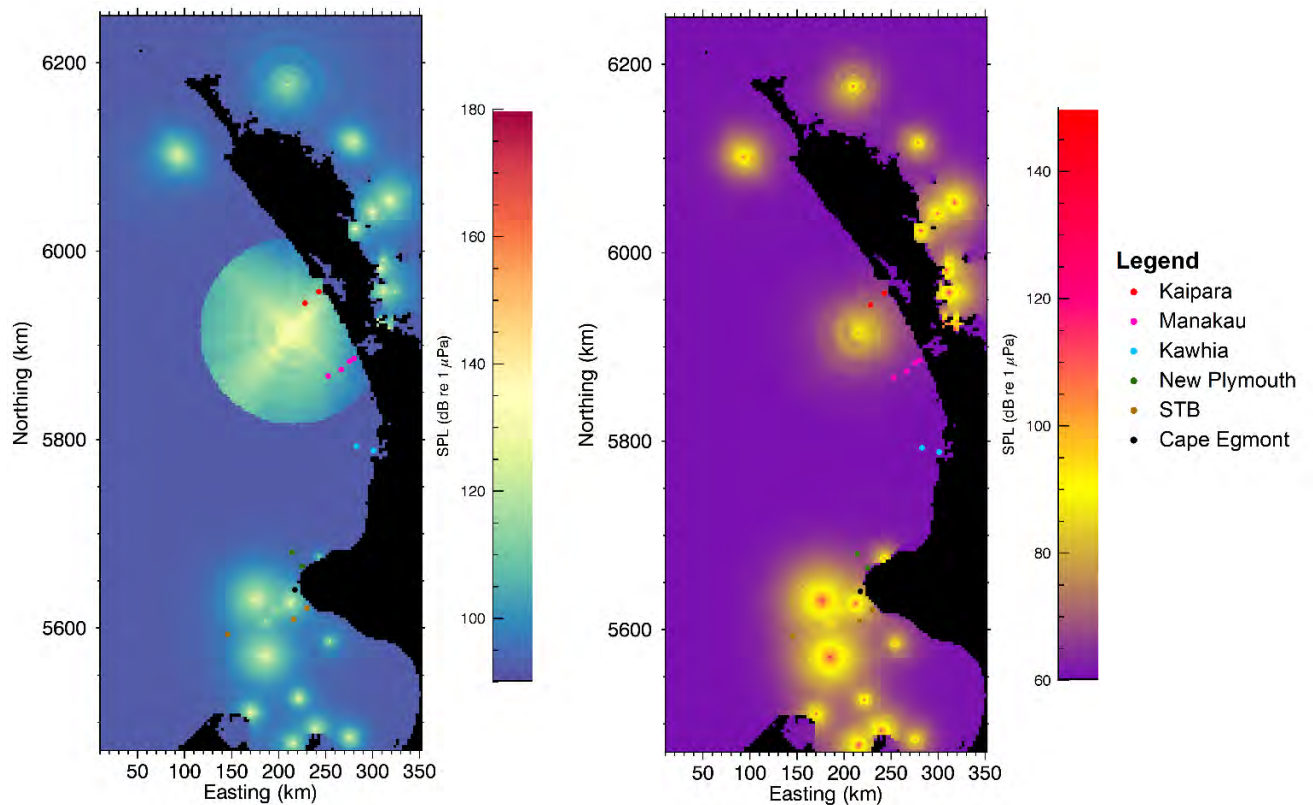 6200
6000
5800
5600
Northing (km)
50 100 150 200 250 300 350
Easting (km)
180
160
140
120
100
SPL (dB re 1 µPa)
6200
6000
5800
5600
Northing (km)
50 100 150 200 250 300 350
Easting (km)
140
120
100
80
60
SPL (dB re 1 µPa)
Legend
Kaipara
Manakau
Kawhia
New Plymouth
STB
Cape Egmont